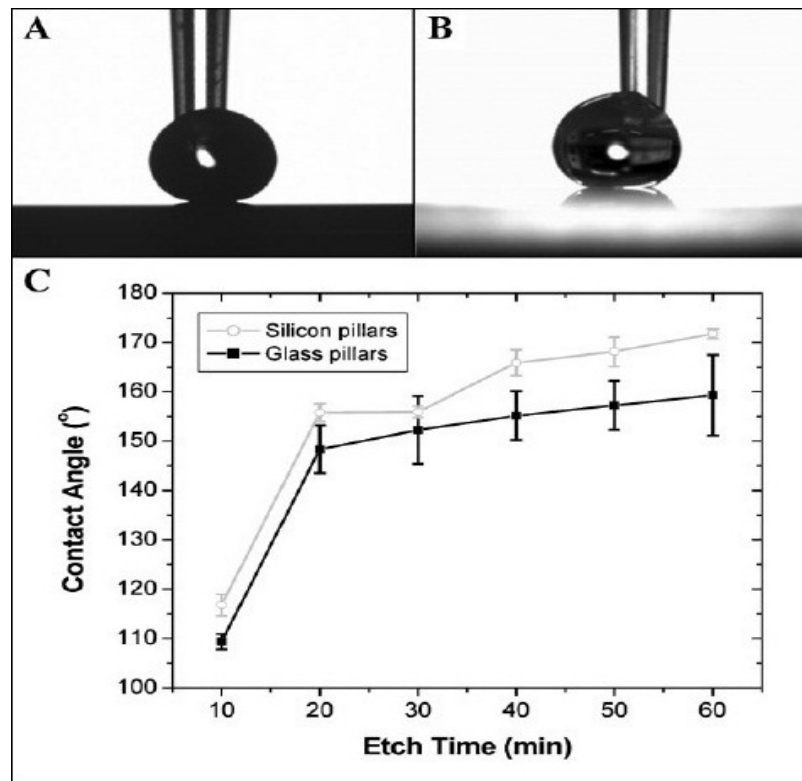 A
B
C
180
170
160
150
140
130
120
110
100
Contact Angle (°)
Silicon pillars
Glass pillars
10 20 30 40 50 60
Etch Time (min)